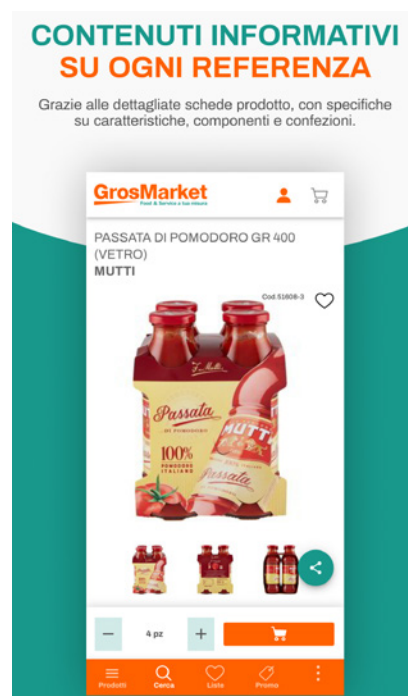 CONTENUTI INFORMATIVI
SU OGNI REFERENZA
Grazie alle dettagliate schede prodotto, con specifiche
su caratteristiche, componenti e confezioni.
GrosMarket
Food & Service a tua misura
PASSATA DI POMODORO GR 400
(VETRO)
MUTTI
Cod.51608-3
Passata
DI POMODORO
100%
POMODORO
ITALIANO
MUTTI
Passata
4 pz
Prodotti
Cerca
Liste
Promo